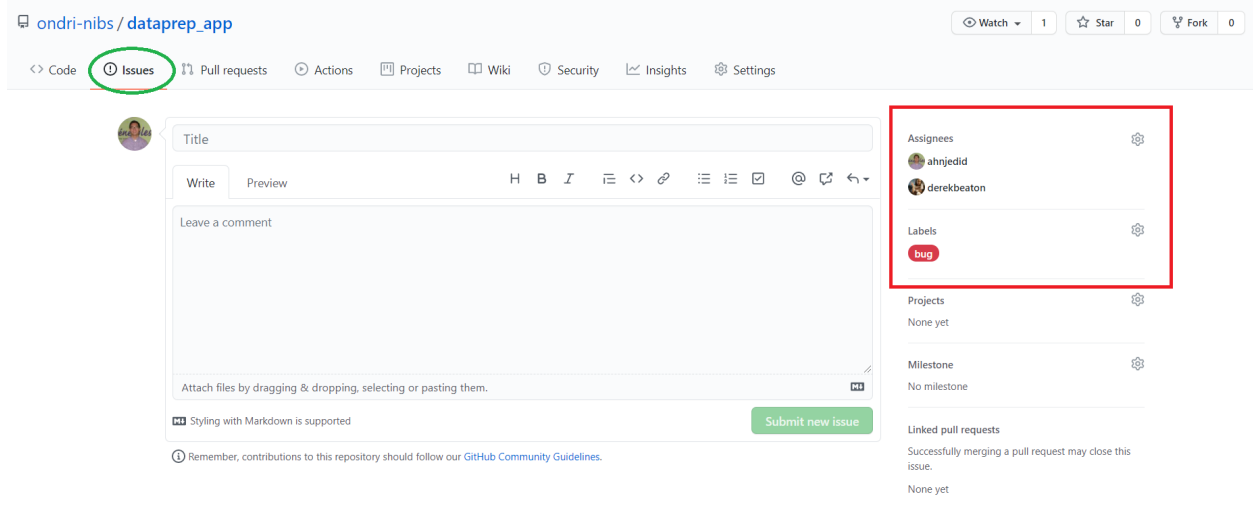 ondri-nibs / dataprep_app
Watch 1 Star 0 Fork 0
Code Issues Pull requests Actions Projects Wiki Security Insights Settings
Title
Write Preview
H B I
Leave a comment
Attach files by dragging & dropping, selecting or pasting them.
Styling with Markdown is supported
Submit new issue
Remember, contributions to this repository should follow our GitHub Community Guidelines.
Assignees
ahnjedid
derekbeaton
Labels
bug
Projects
None yet
Milestone
No milestone
Linked pull requests
Successfully merging a pull request may close this
issue.
None yet